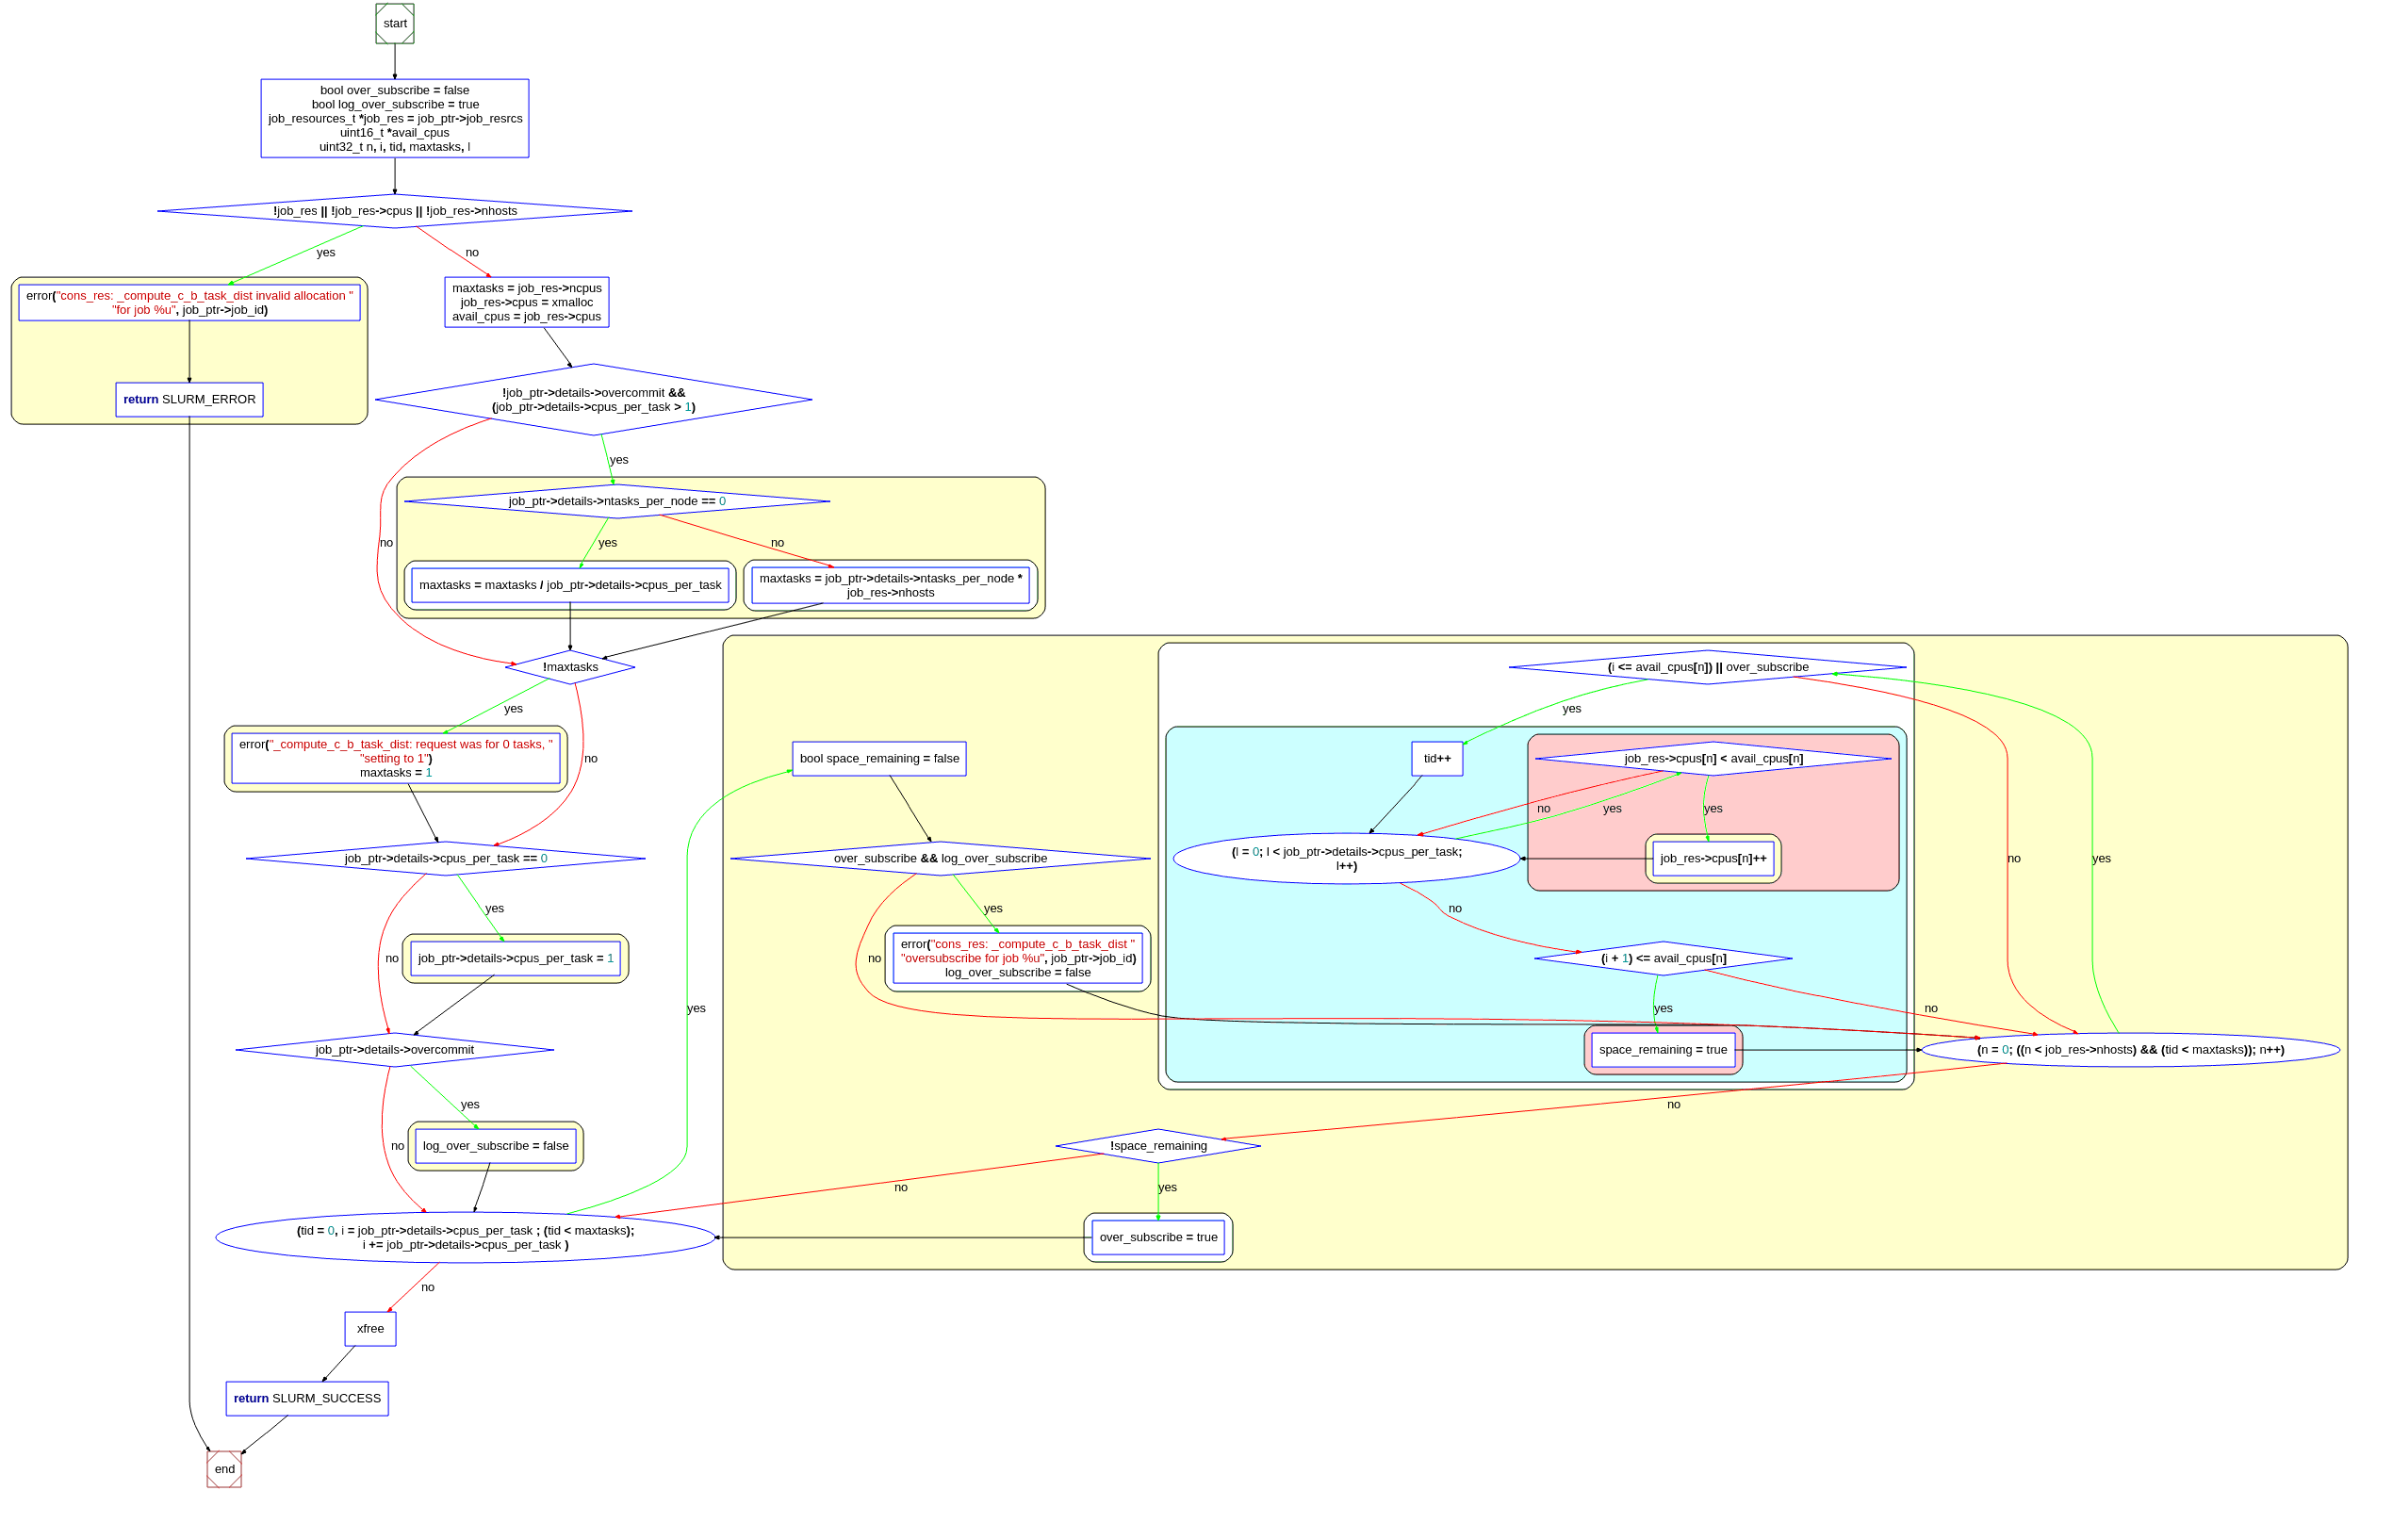 start
bool over_subscribe = false
bool log_over_subscribe = true
job_resources_t *job_res = job_ptr->job_resrcs
uint16_t *avail_cpus
uint32_t n, i, tid, maxtasks, l
!job_res || !job_res->cpus || !job_res->nhosts
yes
no
error("cons_res: _compute_c_b_task_dist invalid allocation "
"for job %u", job_ptr->job_id)
return SLURM_ERROR
maxtasks = job_res->ncpus
job_res->cpus = xmalloc
avail_cpus = job_res->cpus
!job_ptr->details->overcommit &&
(job_ptr->details->cpus_per_task > 1)
yes
no
job_ptr->details->ntasks_per_node == 0
yes
no
maxtasks = maxtasks / job_ptr->details->cpus_per_task
maxtasks = job_ptr->details->ntasks_per_node *
job_res->nhosts
!maxtasks
yes
no
error("_compute_c_b_task_dist: request was for 0 tasks, "
"setting to 1")
maxtasks = 1
job_ptr->details->cpus_per_task == 0
yes
no
job_ptr->details->cpus_per_task = 1
job_ptr->details->overcommit
yes
no
log_over_subscribe = false
(tid = 0, i = job_ptr->details->cpus_per_task ; (tid < maxtasks);
i += job_ptr->details->cpus_per_task )
yes
no
bool space_remaining = false
over_subscribe && log_over_subscribe
yes
no
error("cons_res: _compute_c_b_task_dist "
"oversubscribe for job %u", job_ptr->job_id)
log_over_subscribe = false
(i <= avail_cpus[n]) || over_subscribe
yes
no
tid++
job_res->cpus[n] < avail_cpus[n]
no
yes
yes
(l = 0; l < job_ptr->details->cpus_per_task;
l++)
job_res->cpus[n]++
no
(i + 1) <= avail_cpus[n]
yes
no
space_remaining = true
(n = 0; ((n < job_res->nhosts) && (tid < maxtasks)); n++)
yes
no
!space_remaining
yes
no
over_subscribe = true
xfree
return SLURM_SUCCESS
end